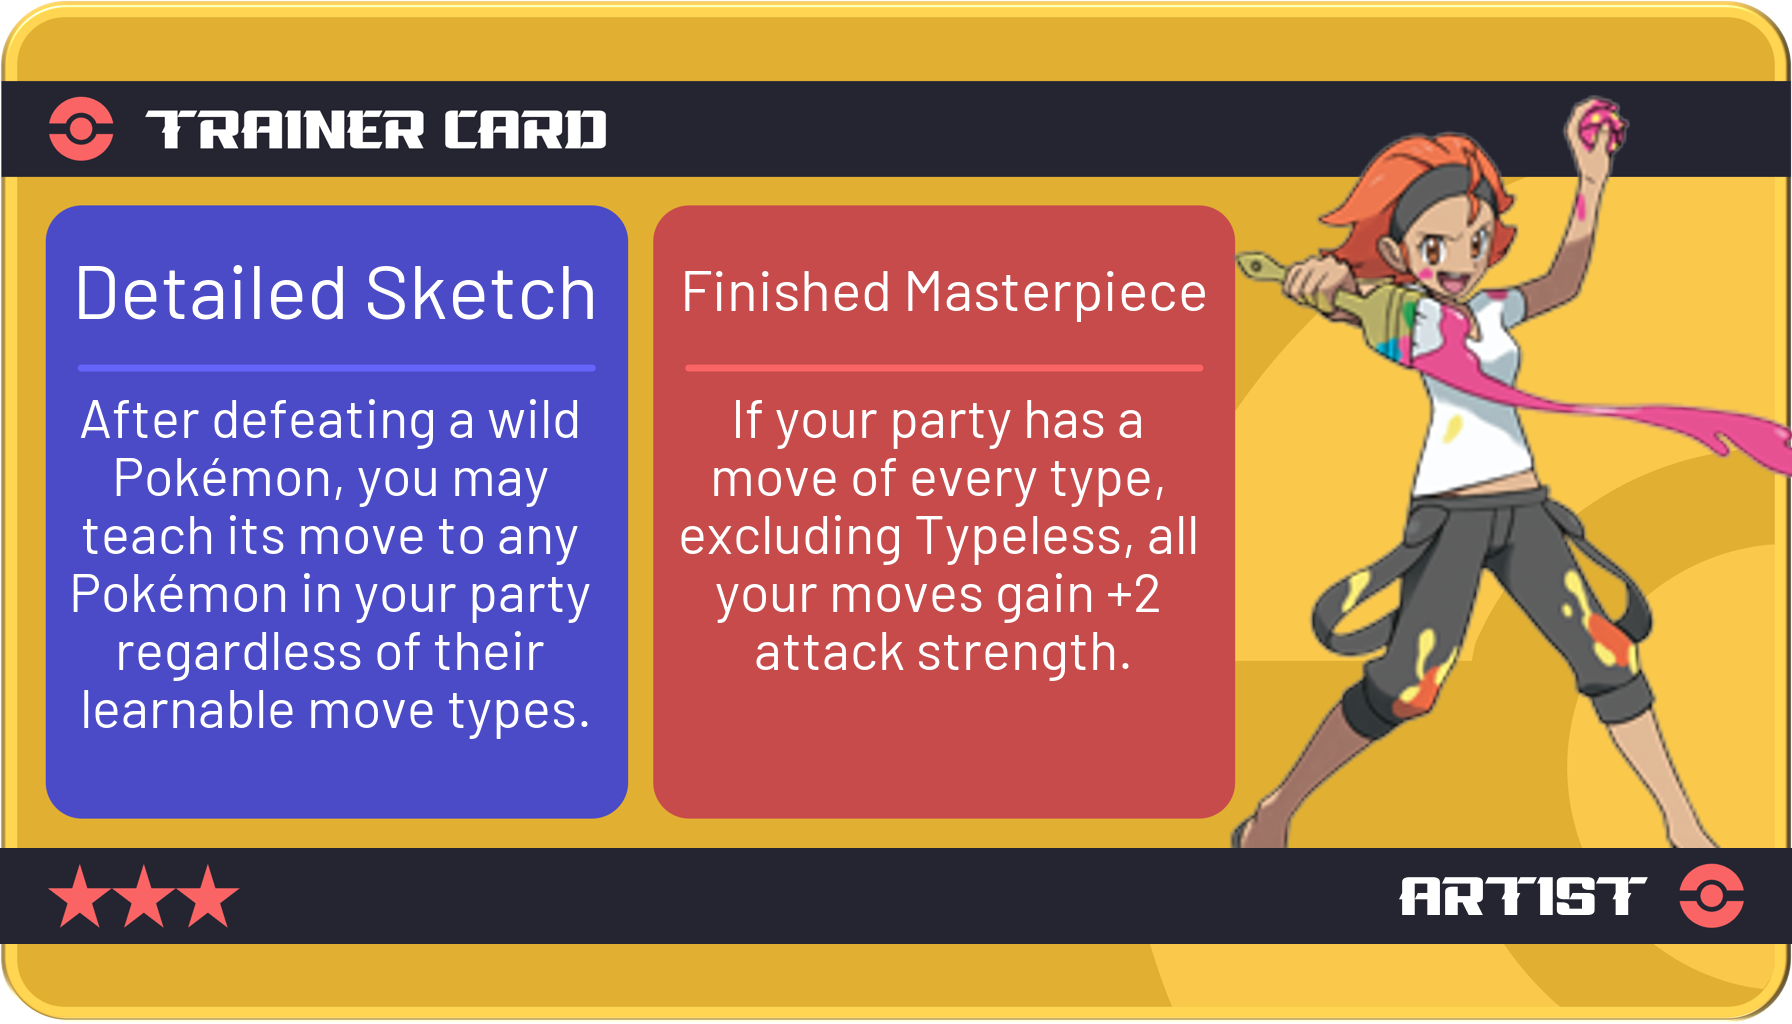 TRAINER CARD
Detailed Sketch
After defeating a wild
Pokémon, you may
teach its move to any
Pokémon in your party
regardless of their
learnable move types.
Finished Masterpiece
If your party has a
move of every type,
excluding Typeless, all
your moves gain +2
attack strength.
ARTIST